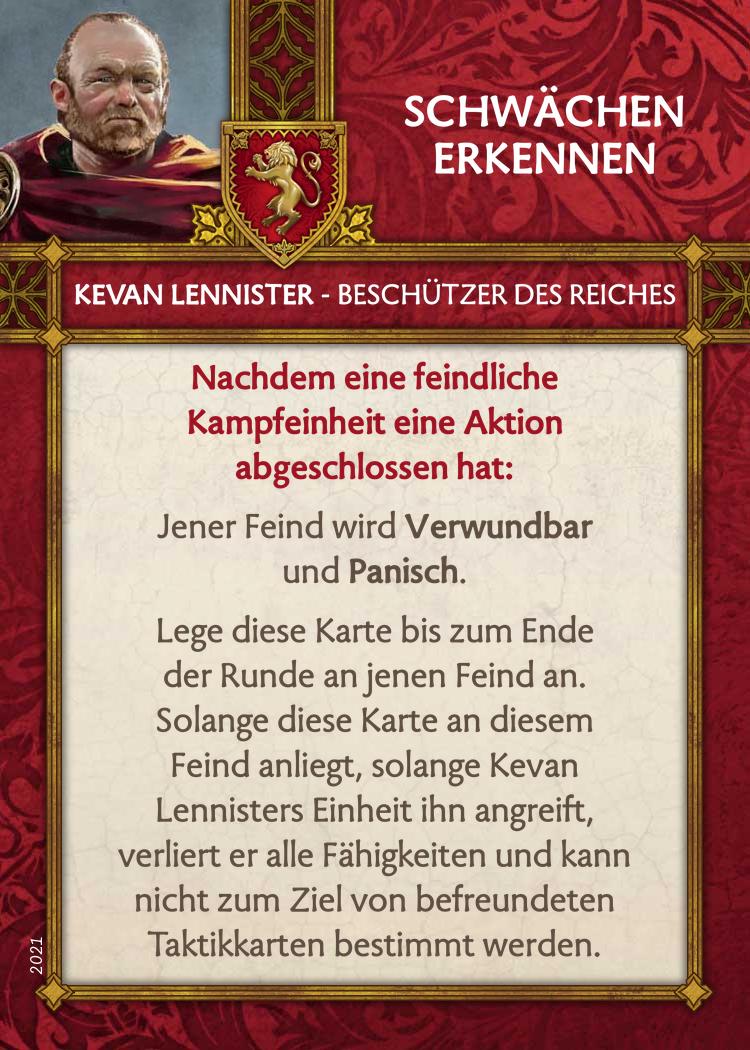 SCHWÄCHEN
ERKENNEN
KEVAN LENNISTER - BESCHÜTZER DES REICHES
Nachdem eine feindliche
Kampfeinheit eine Aktion
abgeschlossen hat:
Jener Feind wird Verwundbar
und Panisch.
Lege diese Karte bis zum Ende
der Runde an jenen Feind an.
Solange diese Karte an diesem
Feind anliegt, solange Kevan
Lennisters Einheit ihn angreift,
verliert er alle Fähigkeiten und kann
nicht zum Ziel von befreundeten
Taktikkarten bestimmt werden.
2021